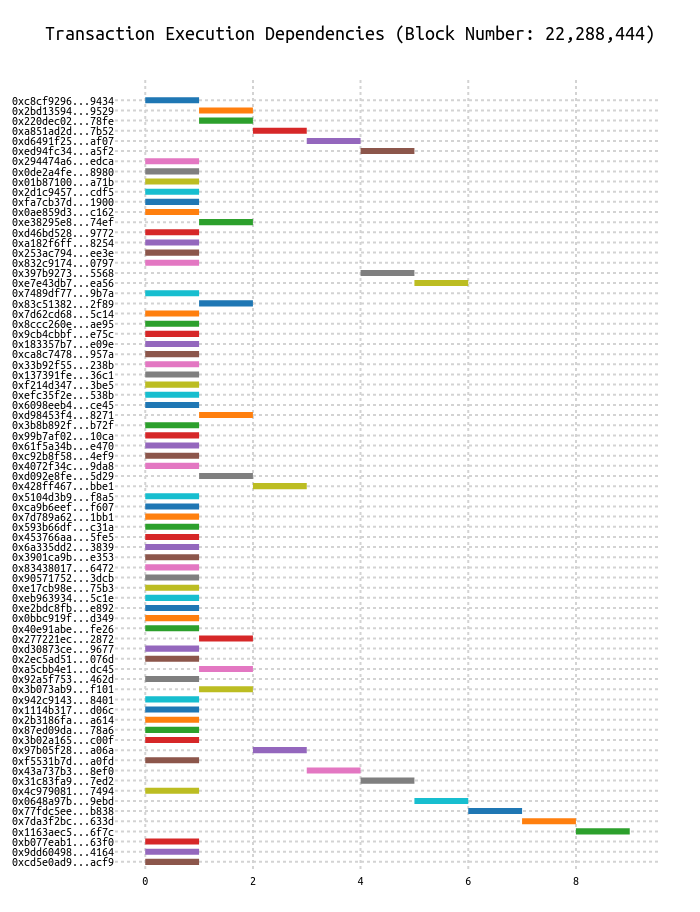 Transaction Execution Dependencies (Block Number: 22,288,444)
0xc8cf9296...9434
0x2bd13594...9529
0x220dec02...78fe
0xa851ad2d...7b52
0xd6491f25...af07
0xed94fc34...a5f2
0x294474a6...edca
0x0de2a4fe...8980
0x01b87100...a71b
0x2d1c9457...cdf5
0xfa7cb37d...1900
0x0ae859d3...c162
0xe38295e8...74ef
0xd46bd528...9772
0xa182f6ff...8254
0x253ac794...ee3e
0x832c9174...0797
0x397b9273...5568
0xe7e43db7...ea56
0x7489df77...9b7a
0x83c51382...2f89
0x7d62cd68...5c14
0x8ccc260e...ae95
0x9cb4cbbf...e75c
0x183357b7...e09e
0xca8c7478...957a
0x33b92f55...238b
0x137391fe...36c1
0xf214d347...3be5
0xefc35f2e...538b
0x6098eeb4...ce45
0xd98453f4...8271
0x3b8b892f...b72f
0x99b7af02...10ca
0x61f5a34b...e470
0xc92b8f58...4ef9
0x4072f34c...9da8
0xd092e8fe...5d29
0x428ff467...bbe1
0x5104d3b9...f8a5
0xca9b6eef...f607
0x7d789a62...1bb1
0x593b66df...c31a
0x453766aa...5fe5
0x6a335dd2...3839
0x3901ca9b...e353
0x83438017...6472
0x90571752...3dcb
0xe17cb98e...75b3
0xeb963934...5c1e
0xe2bdc8fb...e892
0x0bbc919f...d349
0x40e91abe...fe26
0x277221ec...2872
0xd30873ce...9677
0x2ec5ad51...076d
0xa5cbb4e1...dc45
0x92a5f753...462d
0x3b073ab9...f101
0x942c9143...8401
0x1114b317...d06c
0x2b3186fa...a614
0x87ed09da...78a6
0x3b02a165...c00f
0x97b05f28...a06a
0xf5531b7d...a0fd
0x43a737b3...8ef0
0x31c83fa9...7ed2
0x4c979081...7494
0x0648a97b...9ebd
0x77fdc5ee...b838
0x7da3f2bc...633d
0x1163aec5...6f7c
0xb077eab1...63f0
0x9dd60498...4164
0xcd5e0ad9...acf9
0 2 4 6 8